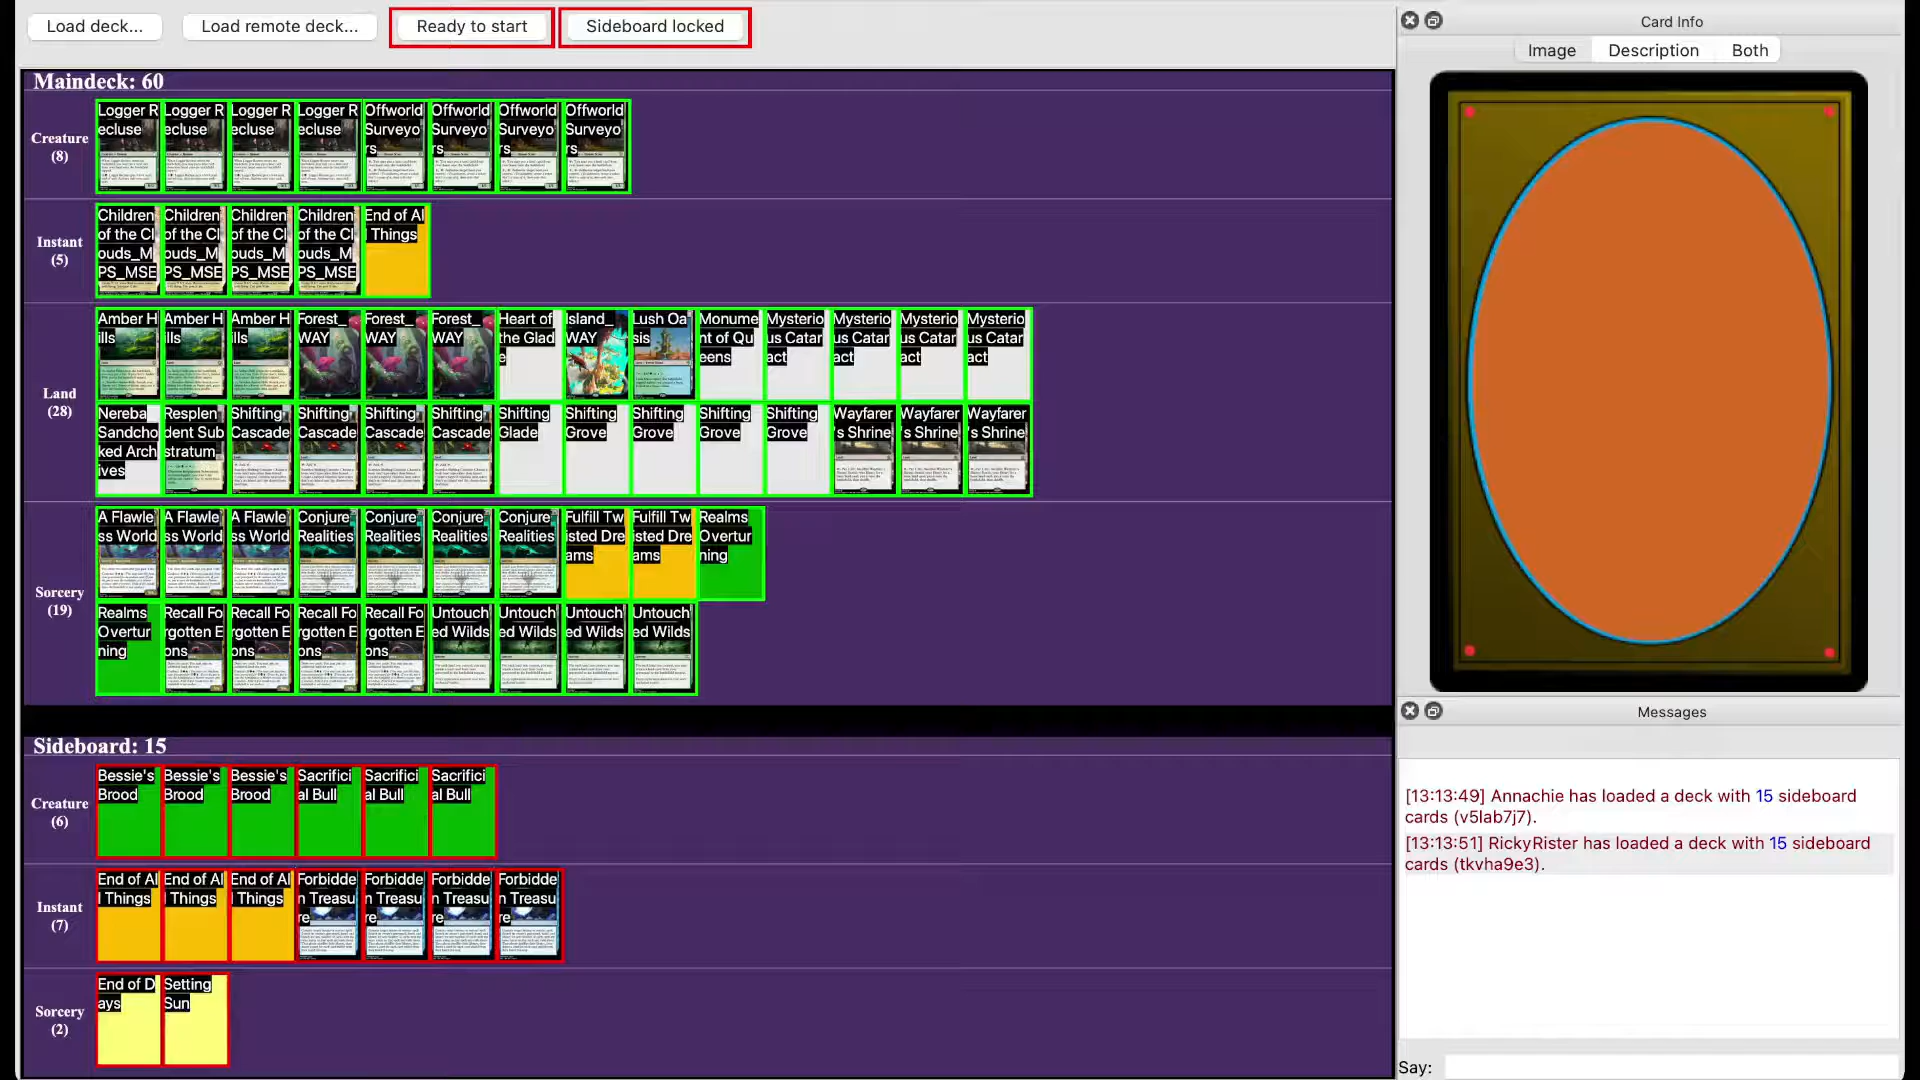 Load deck...
Load remote deck...
Ready to start
Sideboard locked
Card Info
Image
Description
Both
Maindeck: 60
Creature
(8)
Logger R
ecluse
Logger R
ecluse
Logger R
ecluse
Logger R
ecluse
Offworld
Surveyo
rs
Offworld
Surveyo
rs
Offworld
Surveyo
rs
Offworld
Surveyo
rs
Instant
(5)
Children
of the Cl
ouds_M
PS_MSE
Children
of the Cl
ouds_M
PS_MSE
Children
of the Cl
ouds_M
PS_MSE
Children
of the Cl
ouds_M
PS_MSE
End of Al
l Things
Land
(28)
Amber H
ills
Amber H
ills
Amber H
ills
Forest_
WAY
Forest_
WAY
Forest_
WAY
Heart of
the Glad
e
Island_
WAY
Lush Oa
sis
Monume
nt of Qu
eens
Mysterio
us Catar
act
Mysterio
us Catar
act
Mysterio
us Catar
act
Mysterio
us Catar
act
Nereba
Sandcho
ked Arch
ives
Resplen
dent Sub
stratum
Shifting
Cascade
Shifting
Cascade
Shifting
Cascade
Shifting
Cascade
Shifting
Glade
Shifting
Grove
Shifting
Grove
Shifting
Grove
Shifting
Grove
Wayfarer
's Shrine
Wayfarer
's Shrine
Wayfarer
's Shrine
Sorcery
(19)
A Flawle
ss World
A Flawle
ss World
A Flawle
ss World
Conjure
Realities
Conjure
Realities
Conjure
Realities
Conjure
Realities
Fulfill Tw
isted Dre
ams
Fulfill Tw
isted Dre
ams
Realms
Overtur
ning
Realms
Overtur
ning
Recall Fo
rgotten E
ons
Recall Fo
rgotten E
ons
Recall Fo
rgotten E
ons
Recall Fo
rgotten E
ons
Untouch
ed Wilds
Untouch
ed Wilds
Untouch
ed Wilds
Untouch
ed Wilds
Sideboard: 15
Creature
(6)
Bessie's
Brood
Bessie's
Brood
Bessie's
Brood
Sacrifici
al Bull
Sacrifici
al Bull
Sacrifici
al Bull
Instant
(7)
End of Al
l Things
End of Al
l Things
End of Al
l Things
Forbidde
n Treasu
re
Forbidde
n Treasu
re
Forbidde
n Treasu
re
Forbidde
n Treasu
re
Sorcery
(2)
End of D
ays
Setting
Sun
Messages
[13:13:49] Annachie has loaded a deck with 15 sideboard
cards (v5lab7j7).
[13:13:51] RickyRister has loaded a deck with 15 sideboard
cards (tkvha9e3).
Say: